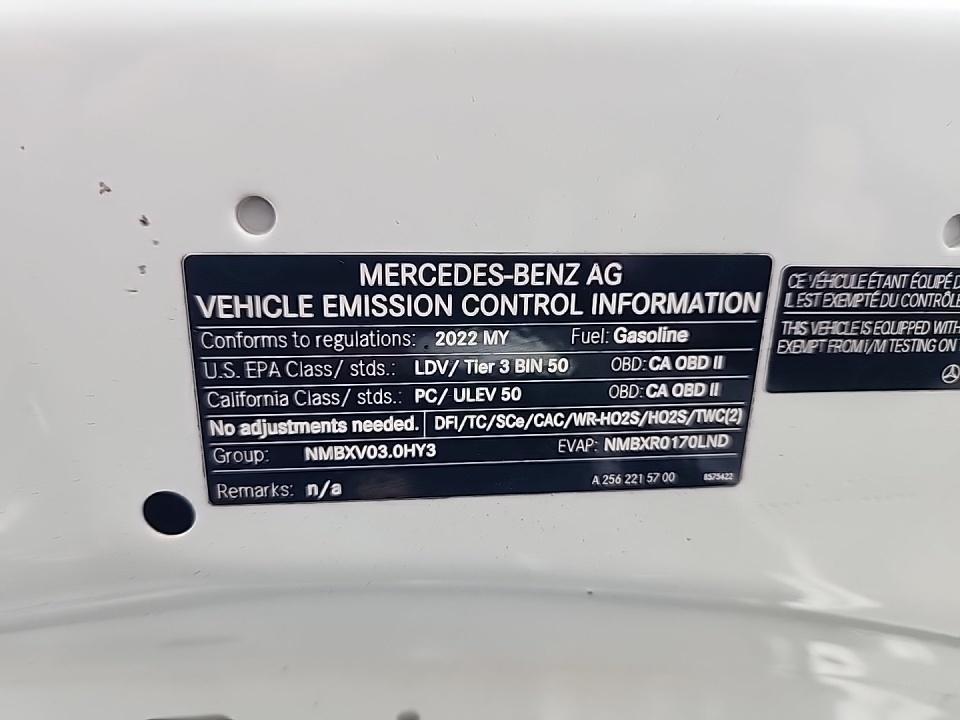 MERCEDES-BENZ AG
VEHICLE EMISSION CONTROL INFORMATION
Conforms to regulations: 2022 MY Fuel: Gasoline
U.S. EPA Class/ stds.: LDV/ Tier 3 BIN 50 OBD: CA OBD II
California Class/ stds.: PC/ ULEV 50 OBD: CA OBD II
No adjustments needed. DFI/TC/SCe/CAC/WR-HO2S/HO2S/TWC(2)
Group: NMBXV03.0HY3 EVAP: NMBXR0170LND
Remarks: n/a A 256 221 57 00 8575422
CE VÉHICULE ÉTANT ÉQUIPÉ D
IL EST EXEMPTÉ DU CONTRÔLE
THIS VEHICLE IS EQUIPPED WITH
EXEMPT FROM I/M TESTING ON